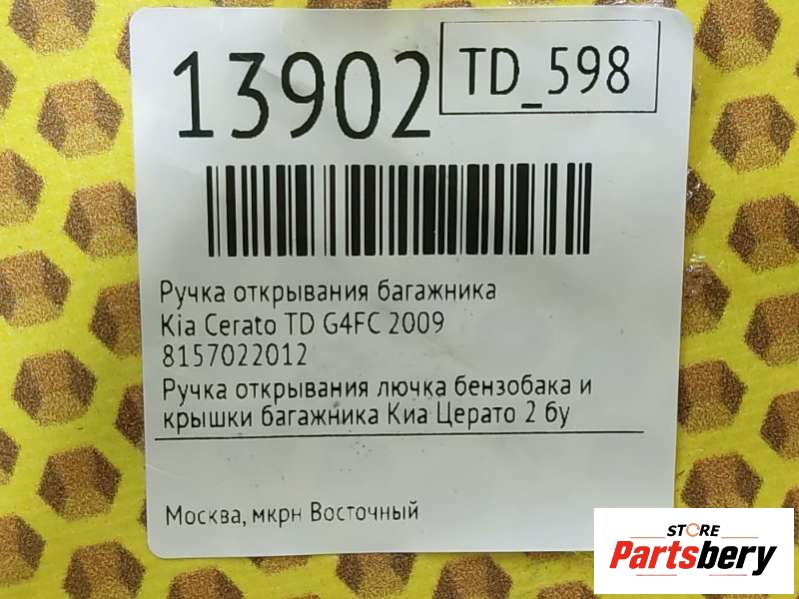 13902
TD_598
Ручка открывания багажника
Kia Cerato TD G4FC 2009
8157022012
Ручка открывания лючка бензобака и
крышки багажника Киа Церато 2 бу
Москва, мкрн Восточный
STORE
Partsbery